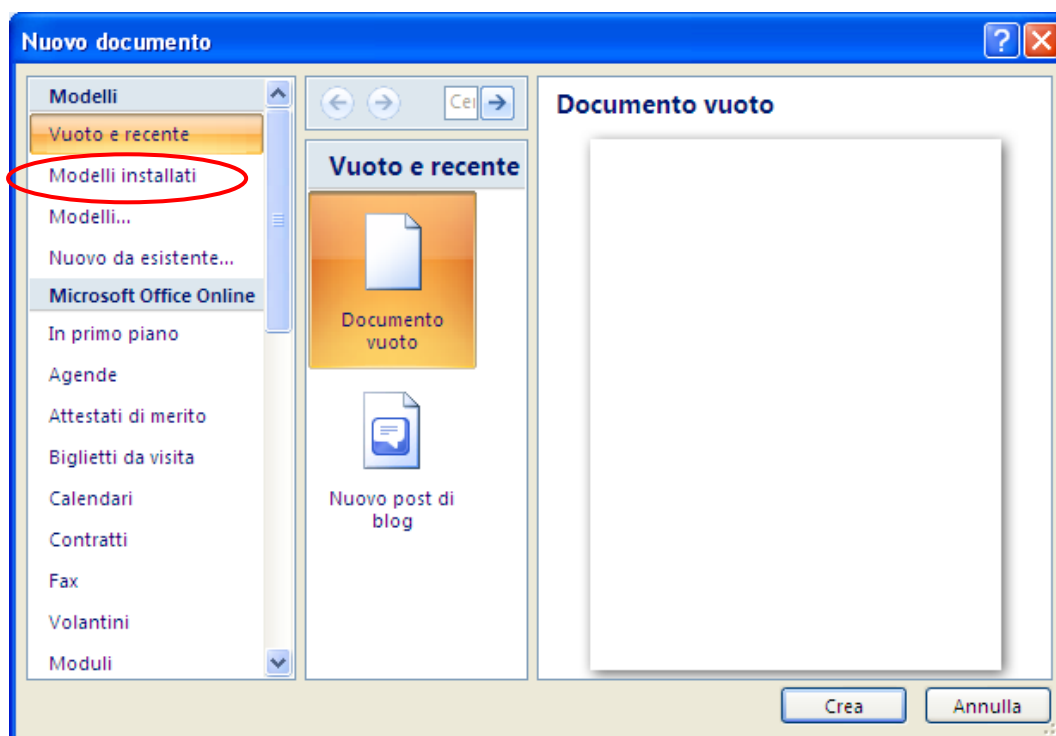 Nuovo documento
Modelli
Vuoto e recente
Modelli installati
Modelli...
Nuovo da esistente...
Microsoft Office Online
In primo piano
Agende
Attestati di merito
Biglietti da visita
Calendari
Contratti
Fax
Volantini
Moduli
Vuoto e recente
Documento
vuoto
Nuovo post di
blog
Documento vuoto
Crea
Annulla